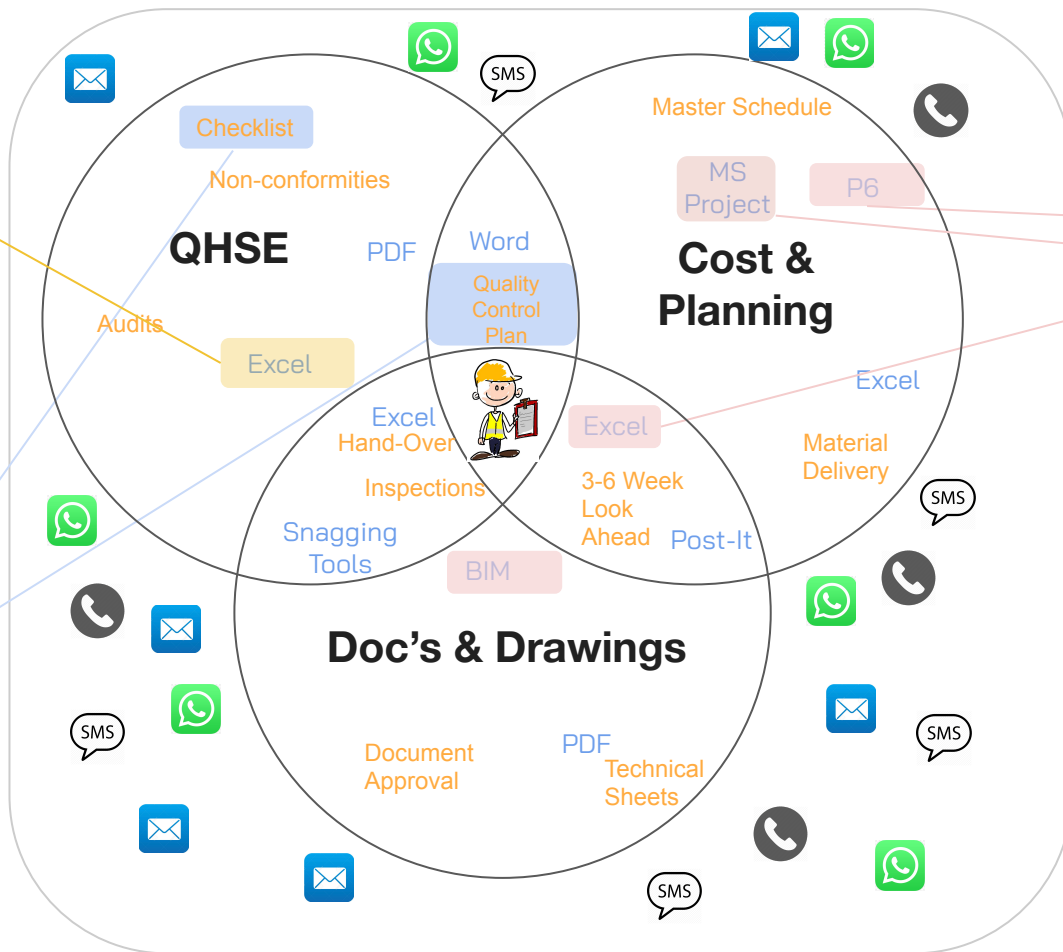 SMS
Master Schedule
Checklist
Non-conformities
MS
Project
P6
QHSE
PDF
Word
Cost &
Planning
Quality
Control
Plan
Audits
Excel
Excel
Excel
Hand-Over
Excel
Material
Delivery
Inspections
3-6 Week
Look
Ahead
SMS
Snagging
Tools
Post-It
BIM
Doc's & Drawings
SMS
SMS
Document
Approval
PDF
Technical
Sheets
SMS